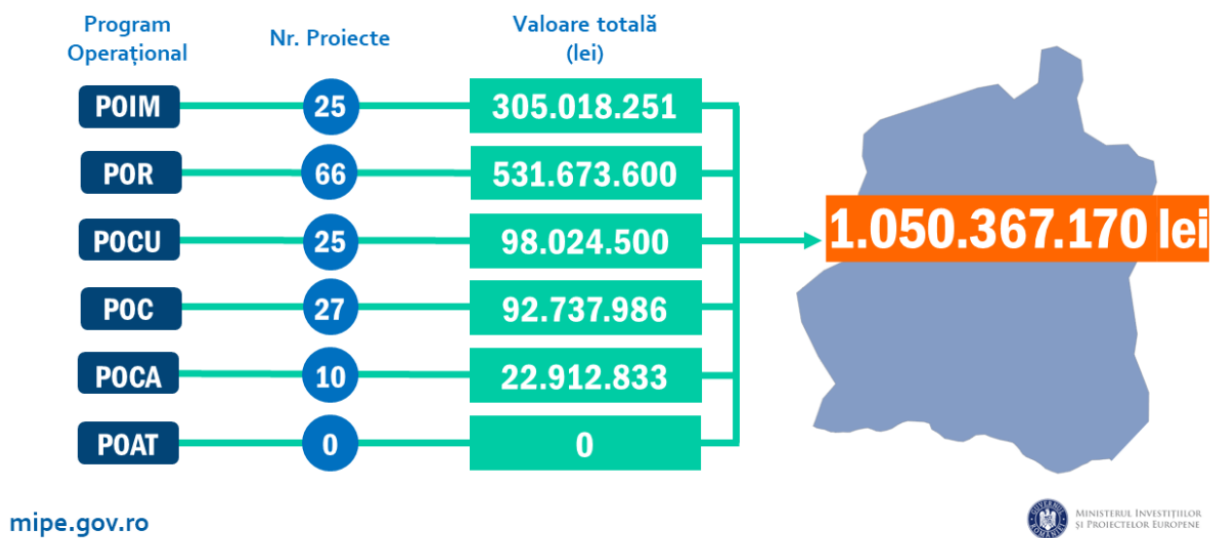 Program
Operațional
Nr. Proiecte
Valoare totală
(lei)
POIM
25
305.018.251
POR
66
531.673.600
POCU
25
98.024.500
POC
27
92.737.986
POCA
10
22.912.833
POAT
0
0
1.050.367.170 lei
mipe.gov.ro
MINISTERUL INVESTIȚIILOR
ȘI PROIECTELOR EUROPENE